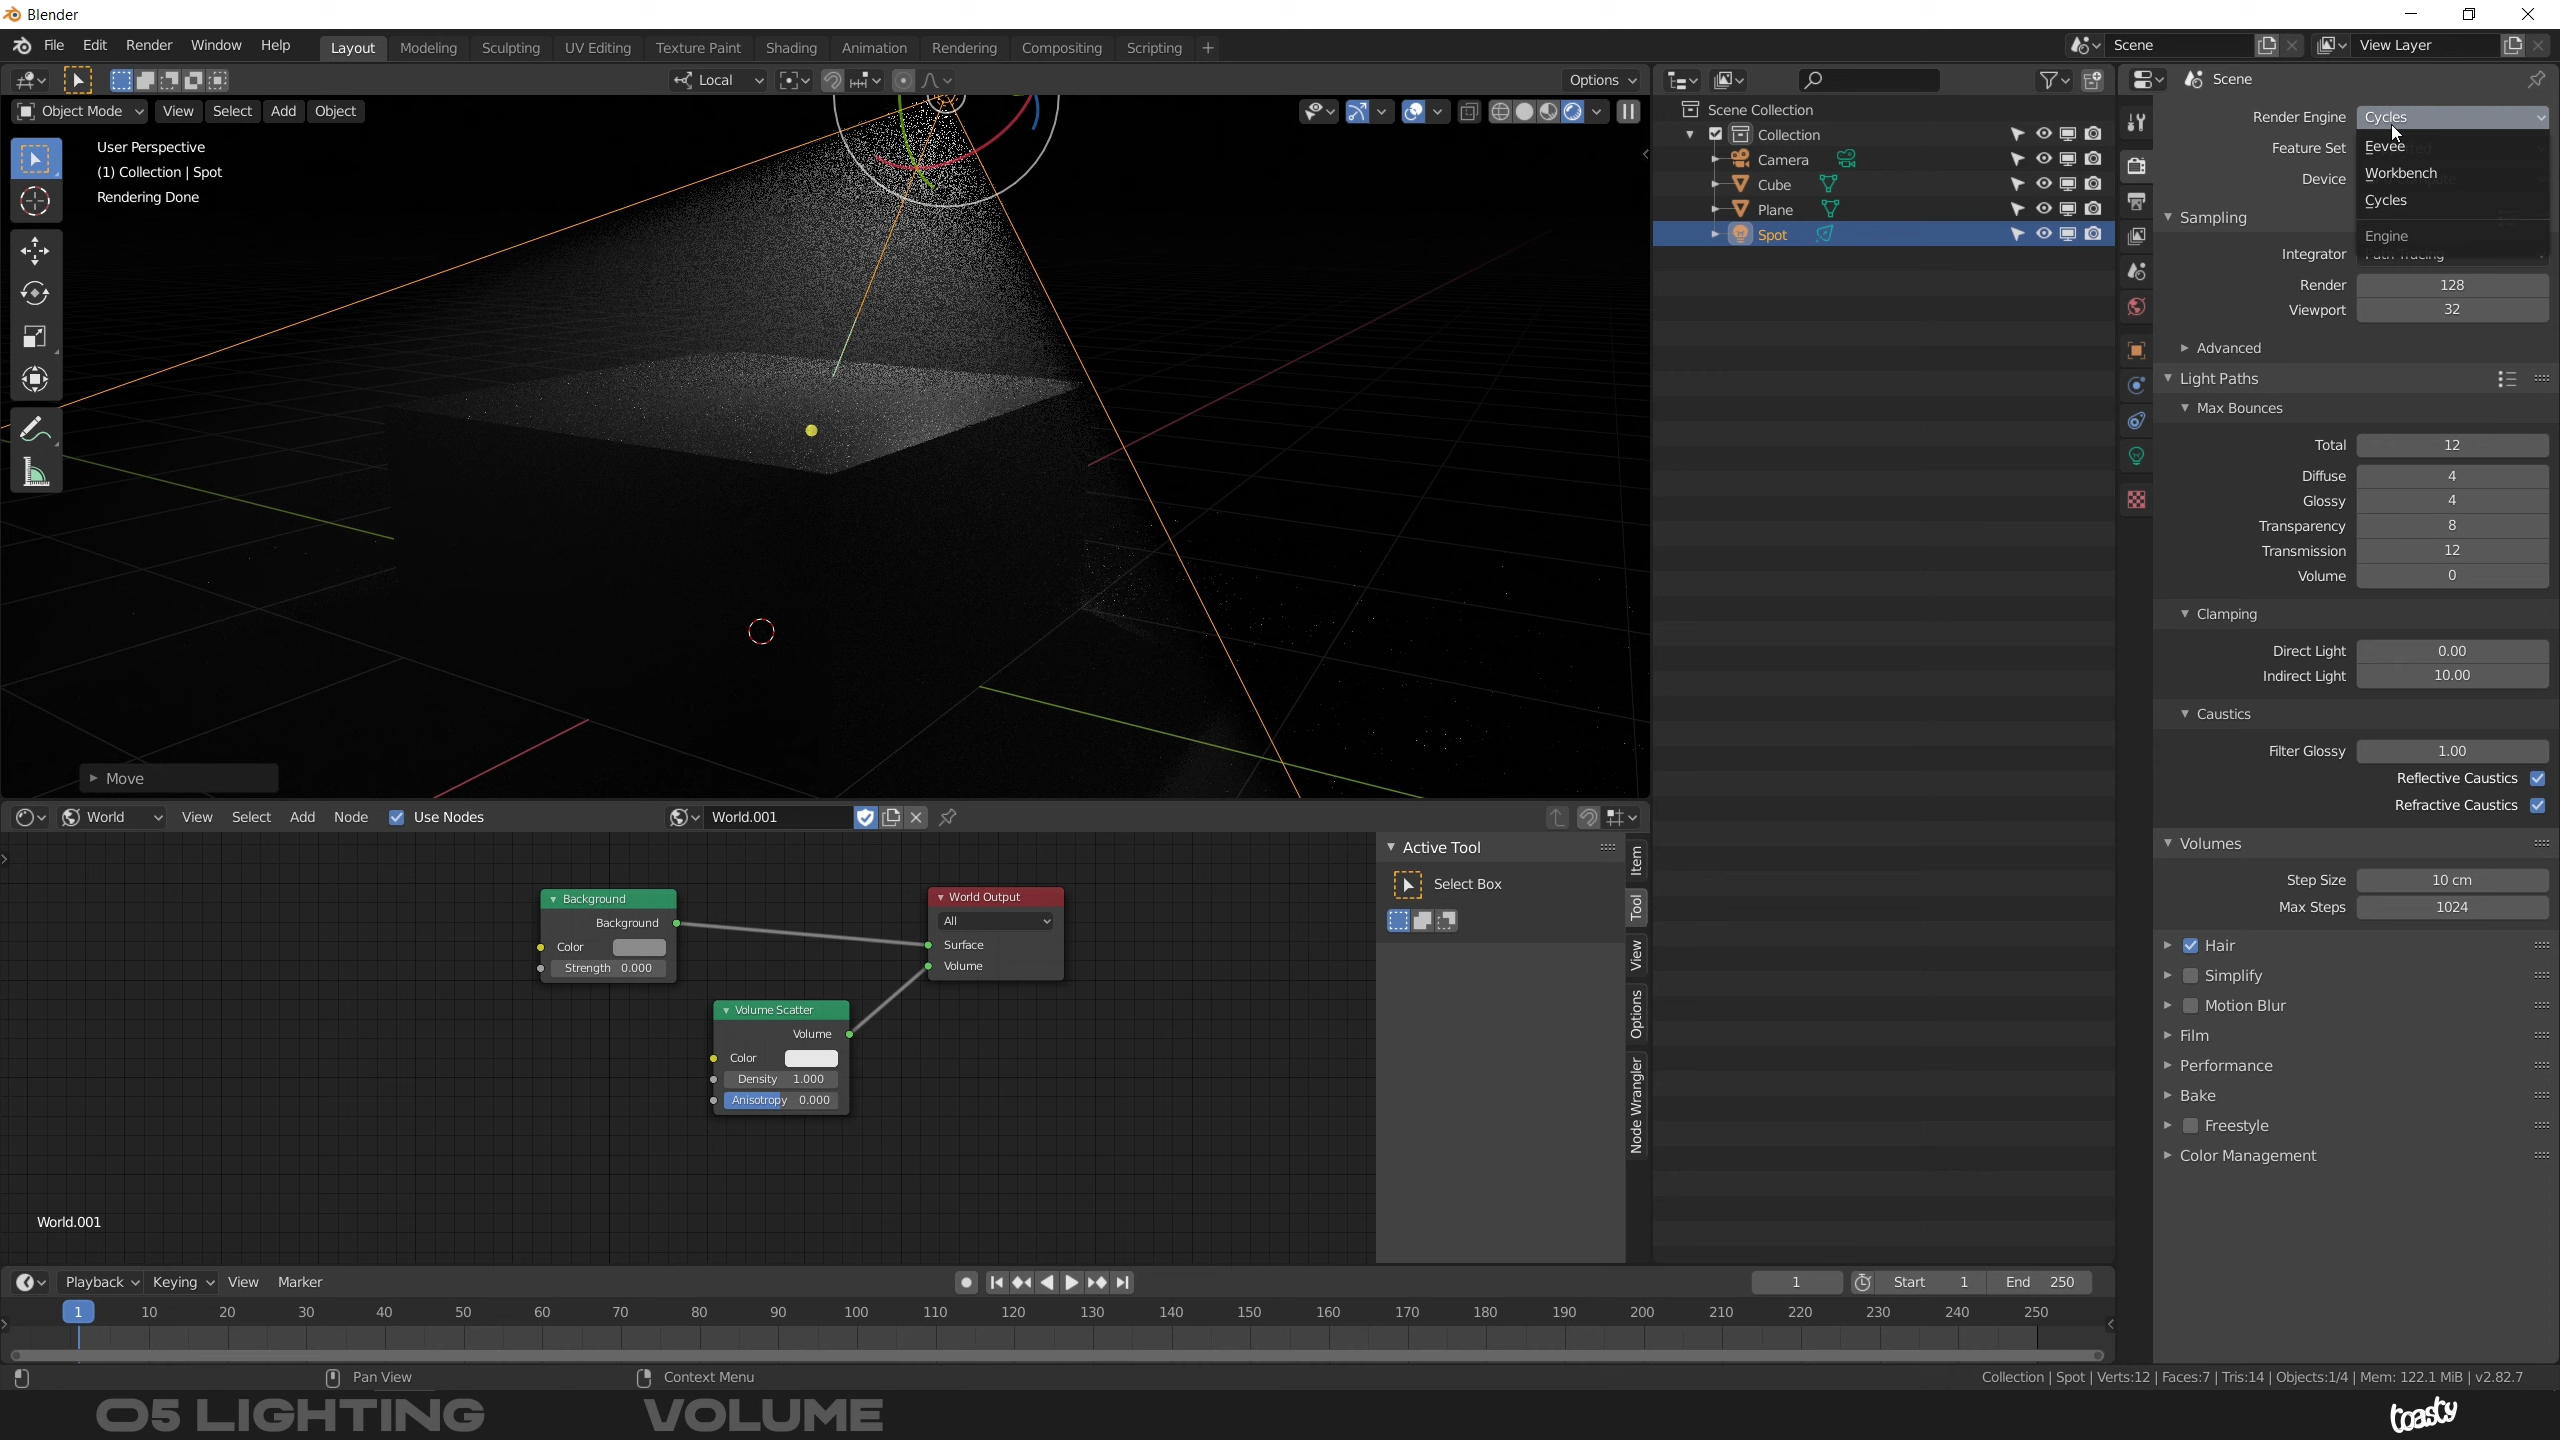 Blender
File Edit Render Window Help Layout Modeling Sculpting UV Editing Texture Paint Shading Animation Rendering Compositing Scripting + Scene View Layer
Local Options Scene
Object Mode View Select Add Object
User Perspective
(1) Collection | Spot
Rendering Done
Move
Scene Collection
Collection
Camera
Cube
Plane
Spot
Render Engine Cycles
Feature Set Eevee
Device Workbench
Cycles
Sampling
Engine
Integrator Path Tracing
Render 128
Viewport 32
Advanced
Light Paths
Max Bounces
Total 12
Diffuse 4
Glossy 4
Transparency 8
Transmission 12
Volume 0
Clamping
Direct Light 0.00
Indirect Light 10.00
Caustics
Filter Glossy 1.00
Reflective Caustics
Refractive Caustics
Volumes
Step Size 10 cm
Max Steps 1024
Hair
Simplify
Motion Blur
Film
Performance
Bake
Freestyle
Color Management
World View Select Add Node Use Nodes World.001
Background
Background
Color
Strength 0.000
World Output
All
Surface
Volume
Volume Scatter
Volume
Color
Density 1.000
Anisotropy 0.000
World.001
Active Tool
Select Box
Item
Tool
View
Options
Node Wrangler
Playback Keying View Marker 1 Start 1 End 250
1 10 20 30 40 50 60 70 80 90 100 110 120 130 140 150 160 170 180 190 200 210 220 230 240 250
Pan View Context Menu Collection | Spot | Verts:12 | Faces:7 | Tris:14 | Objects:1/4 | Mem: 122.1 MiB | v2.82.7
05 LIGHTING VOLUME toasty